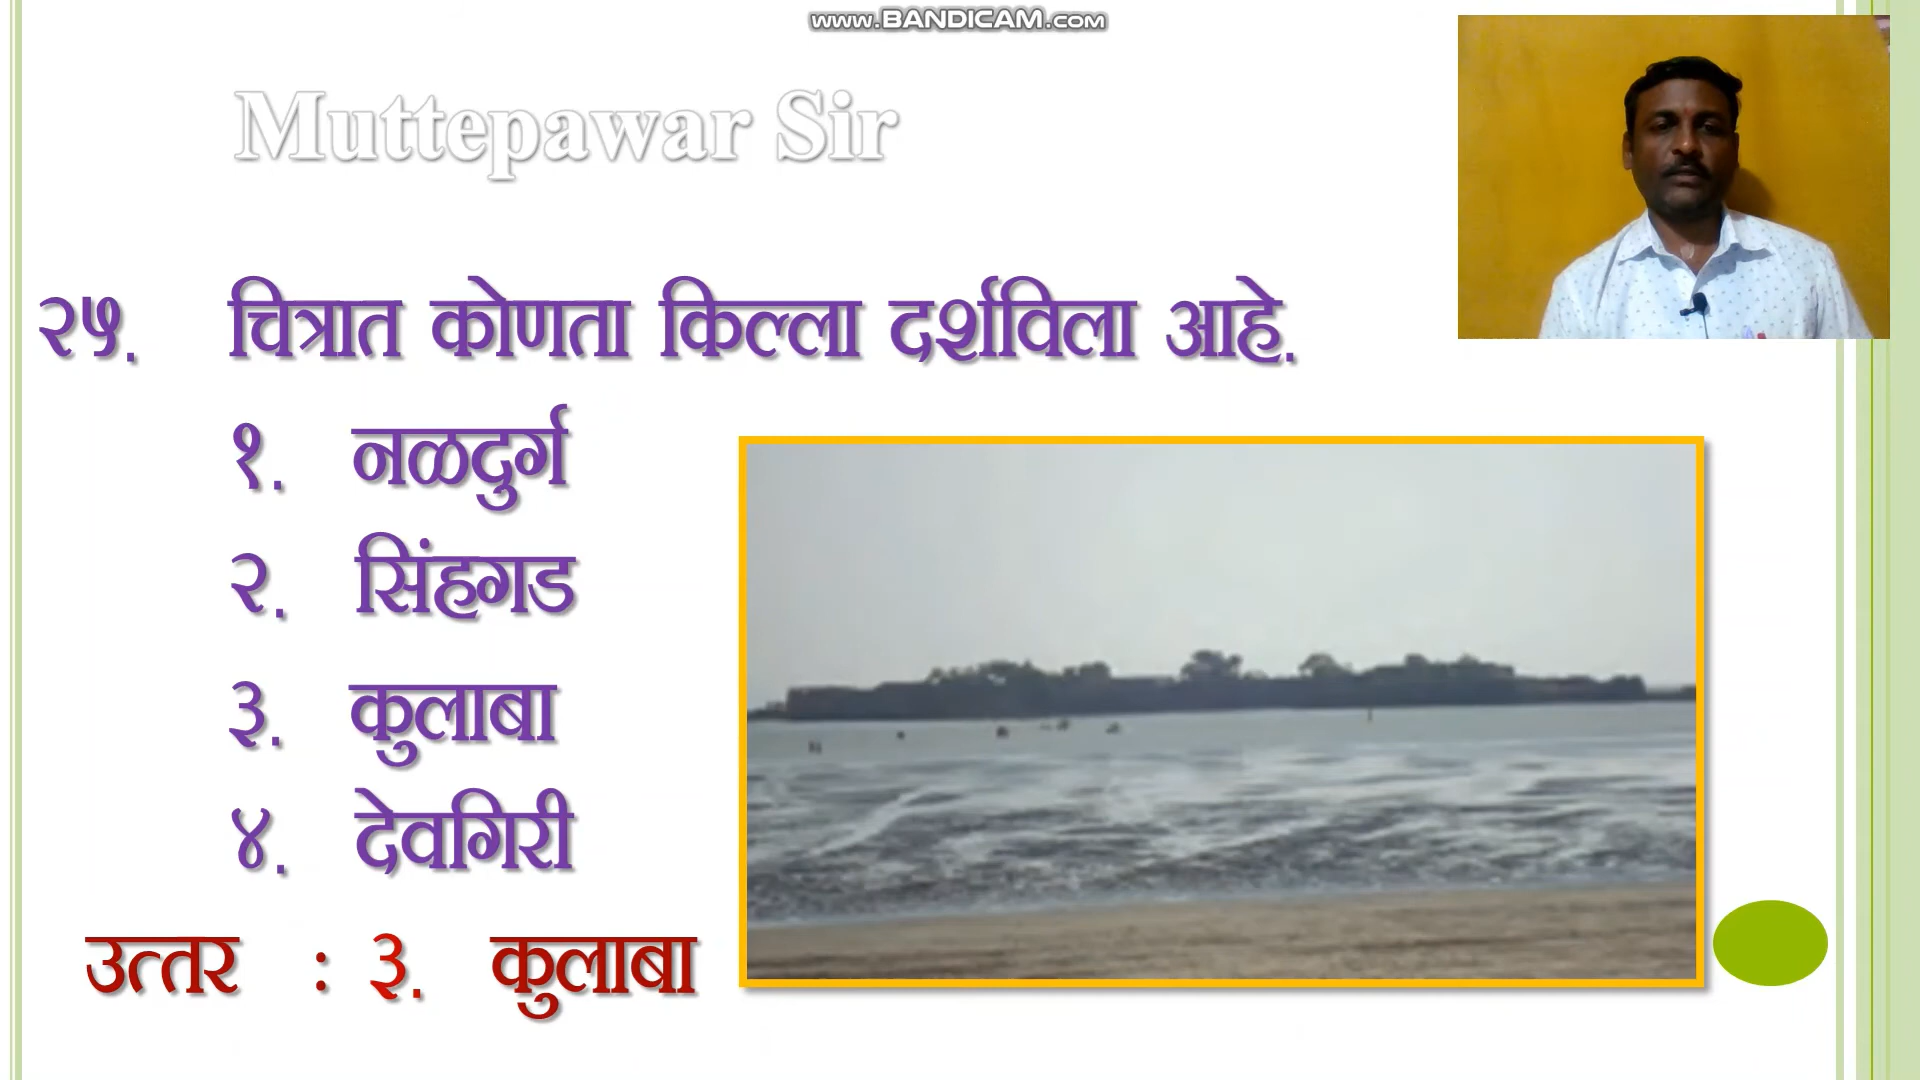 www.BANDICAM.com
Muttepawar Sir
२५. चित्रात कोणता किल्ला दर्शविला आहे.
१. नळदुर्ग
२. सिंहगड
३. कुलाबा
४. देवगिरी
उत्तर : ३. कुलाबा